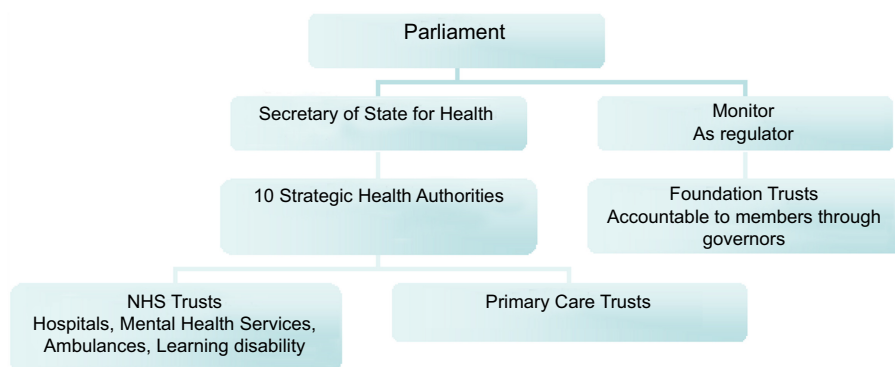 Parliament
Secretary of State for Health
Monitor
As regulator
10 Strategic Health Authorities
Foundation Trusts
Accountable to members through
governors
NHS Trusts
Hospitals, Mental Health Services,
Ambulances, Learning disability
Primary Care Trusts